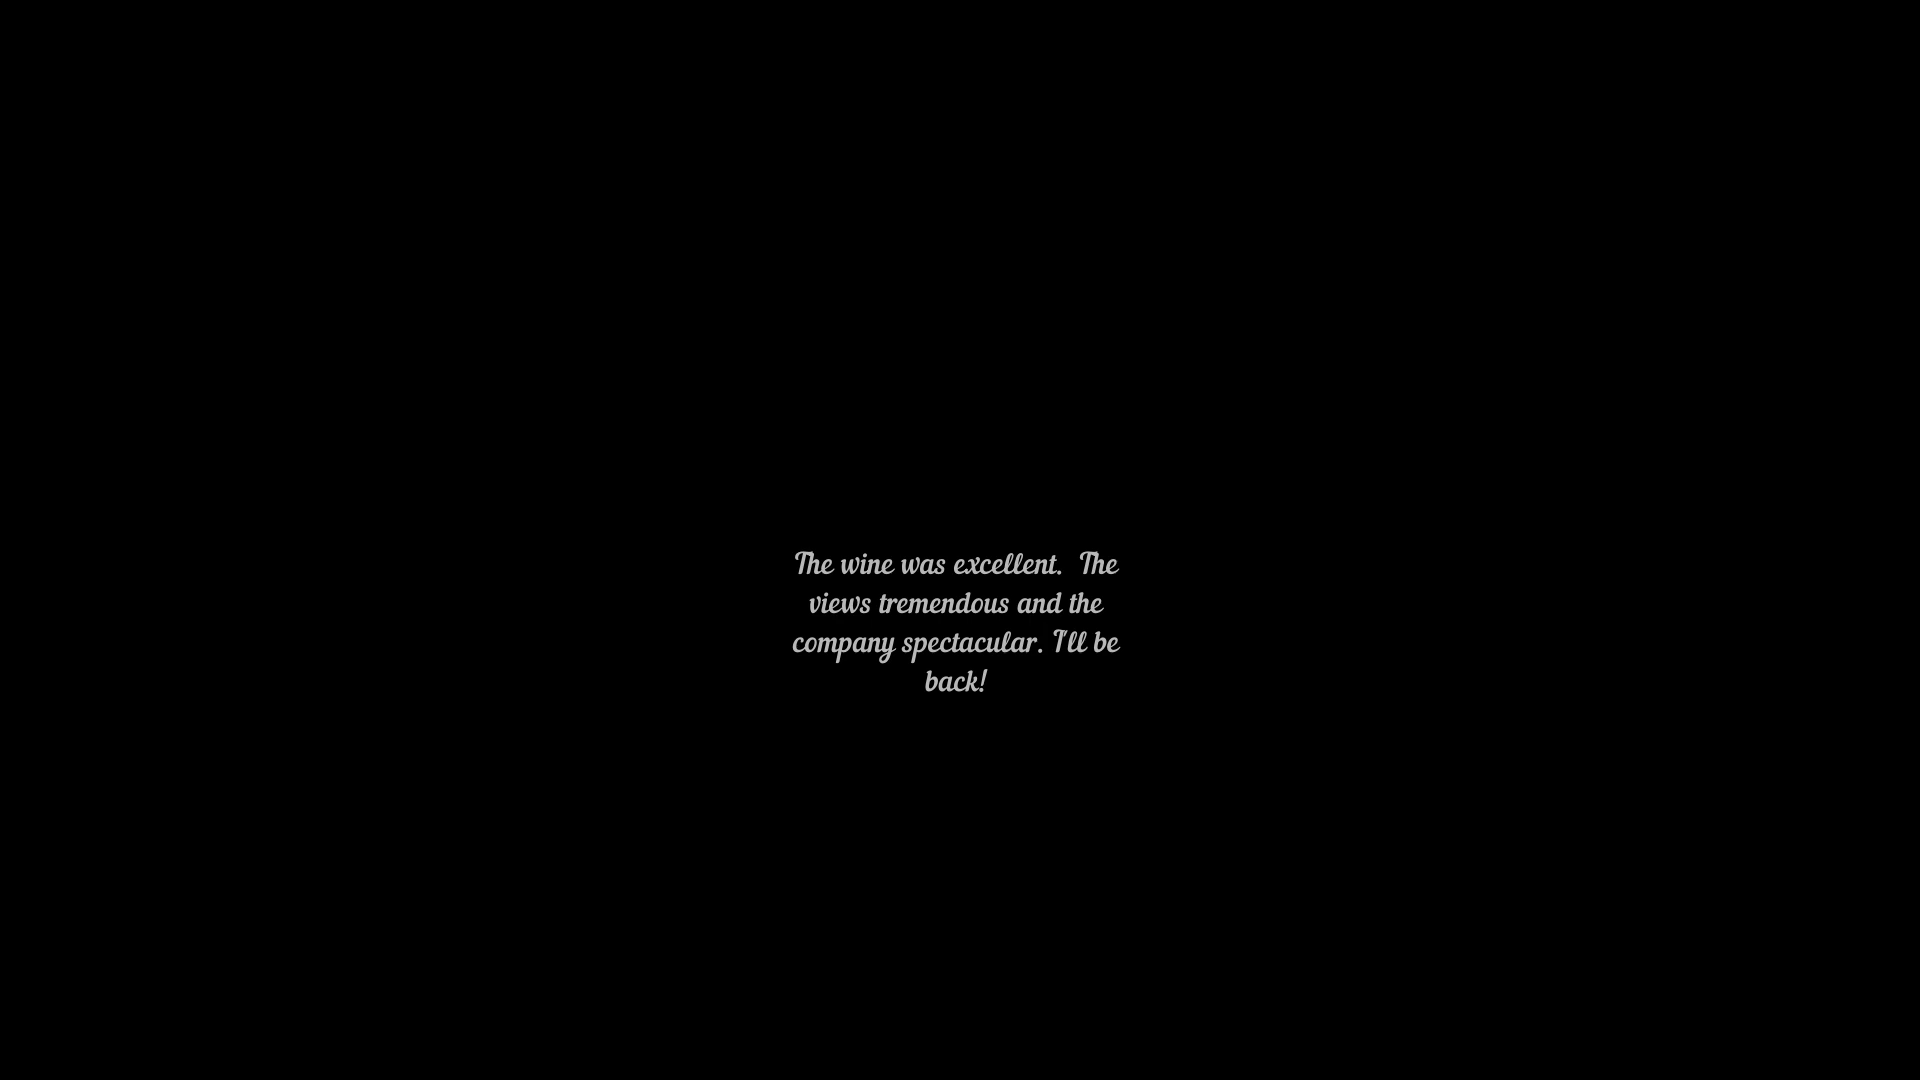 The wine was excellent.  The
views tremendous and the
company spectacular. I'll be
back!